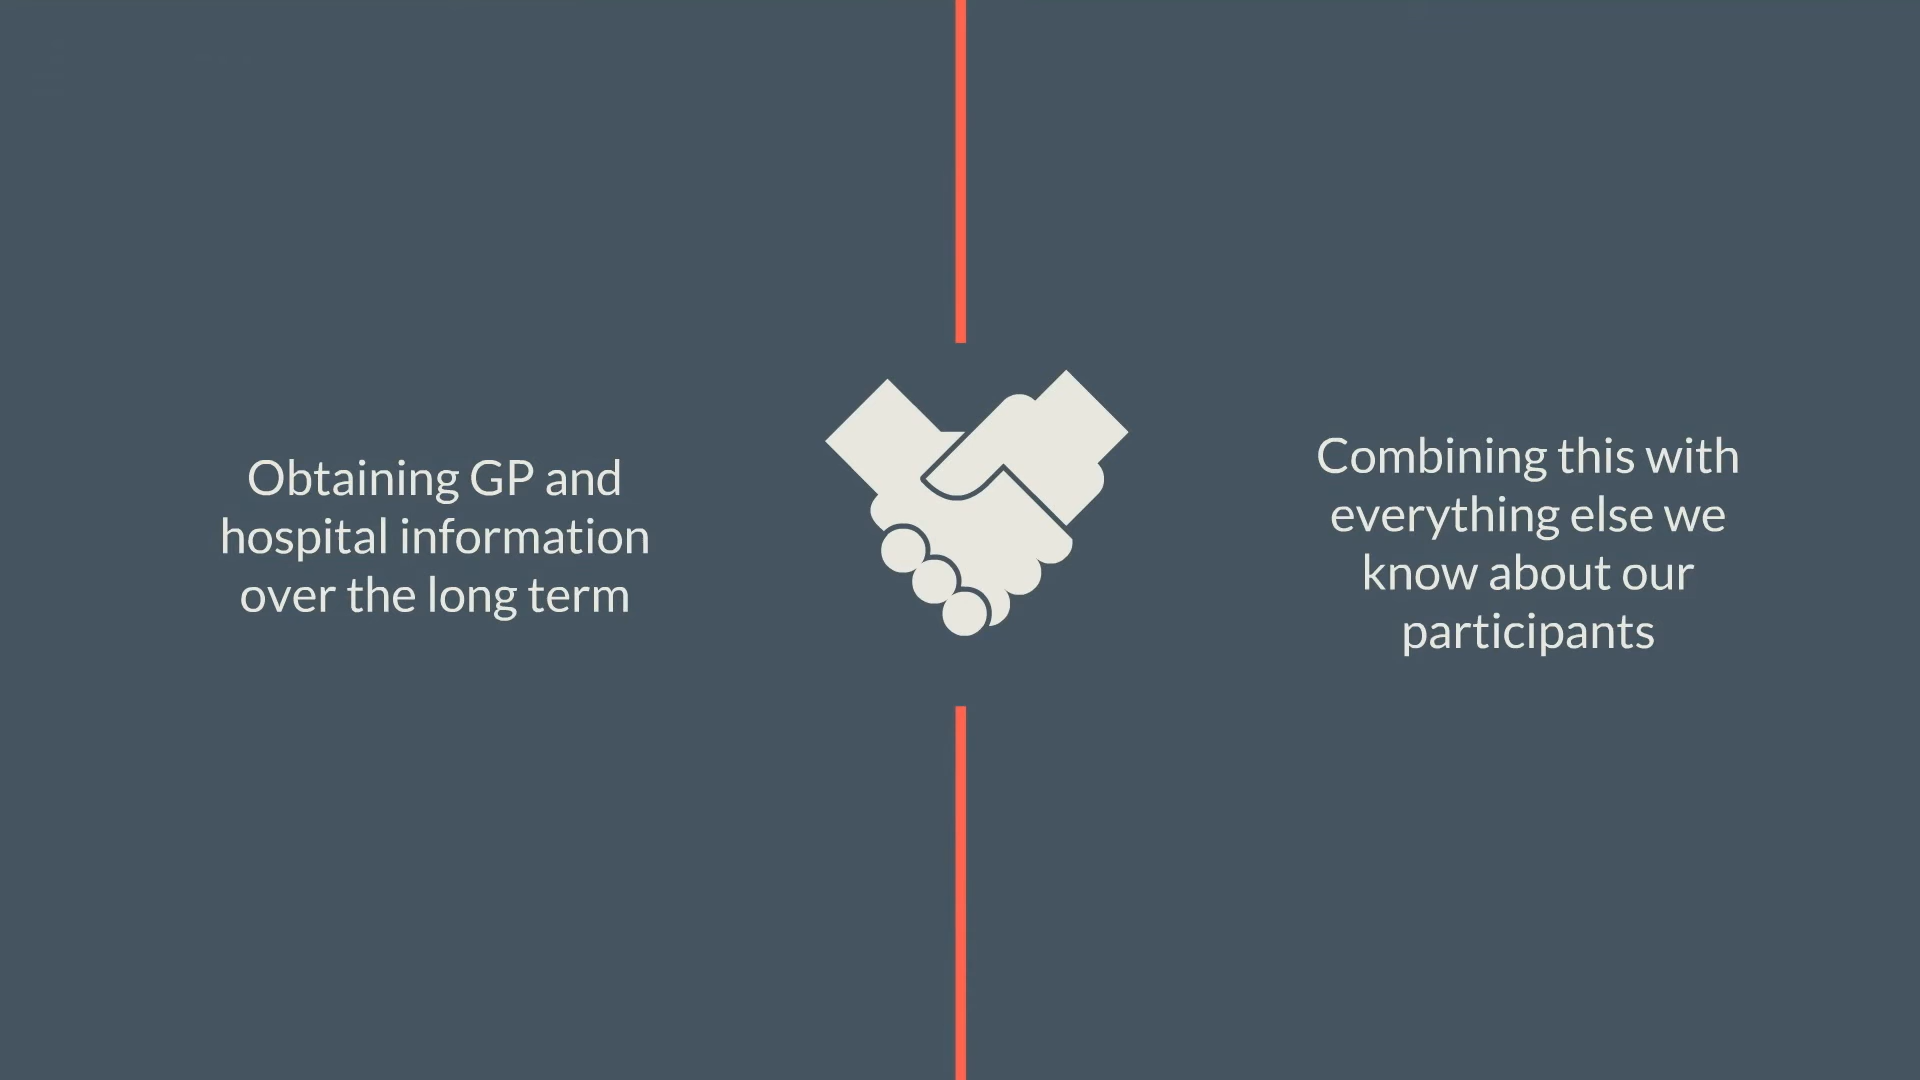 Obtaining GP and
hospital information
over the long term
Combining this with
everything else we
know about our
participants